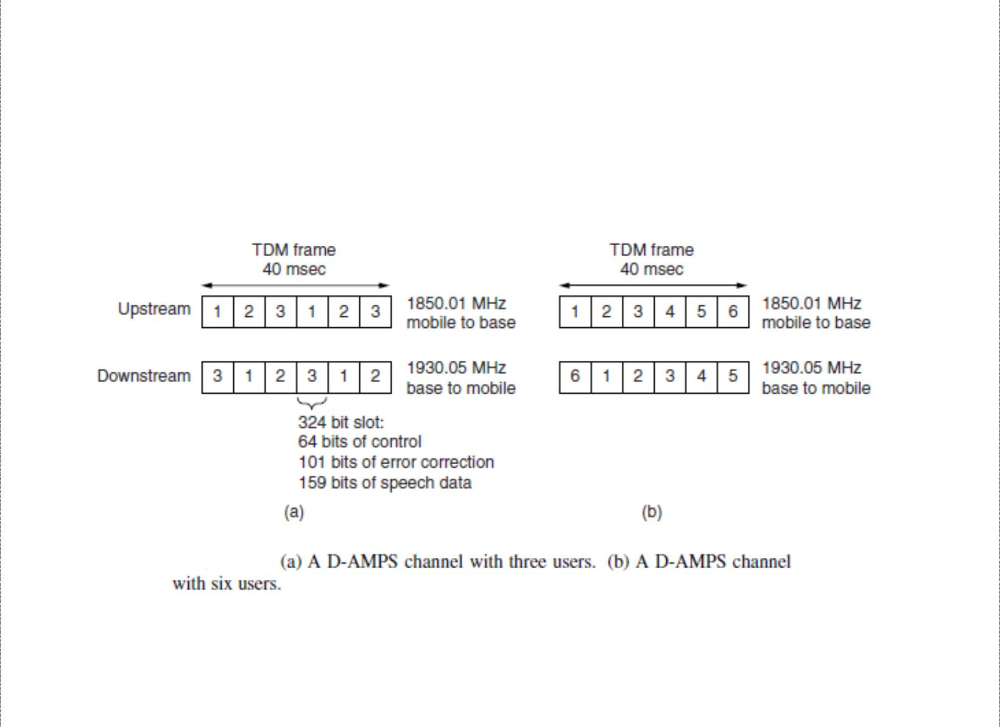 TDM frame
40 msec
Upstream 1 2 3 1 2 3 1850.01 MHz
mobile to base
Downstream 3 1 2 3 1 2 1930.05 MHz
base to mobile
324 bit slot:
64 bits of control
101 bits of error correction
159 bits of speech data
(a)
TDM frame
40 msec
1 2 3 4 5 6 1850.01 MHz
mobile to base
6 1 2 3 4 5 1930.05 MHz
base to mobile
(b)
(a) A D-AMPS channel with three users. (b) A D-AMPS channel
with six users.